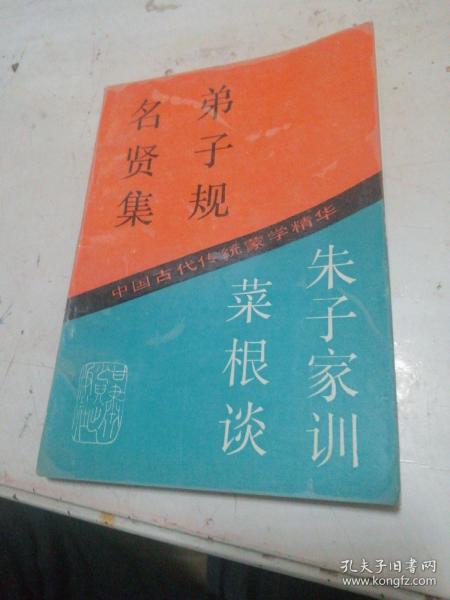 弟子规
名贤集
中国古代传统蒙学精华
朱子家训
菜根谈
孔夫子旧书网
www.kongfz.com